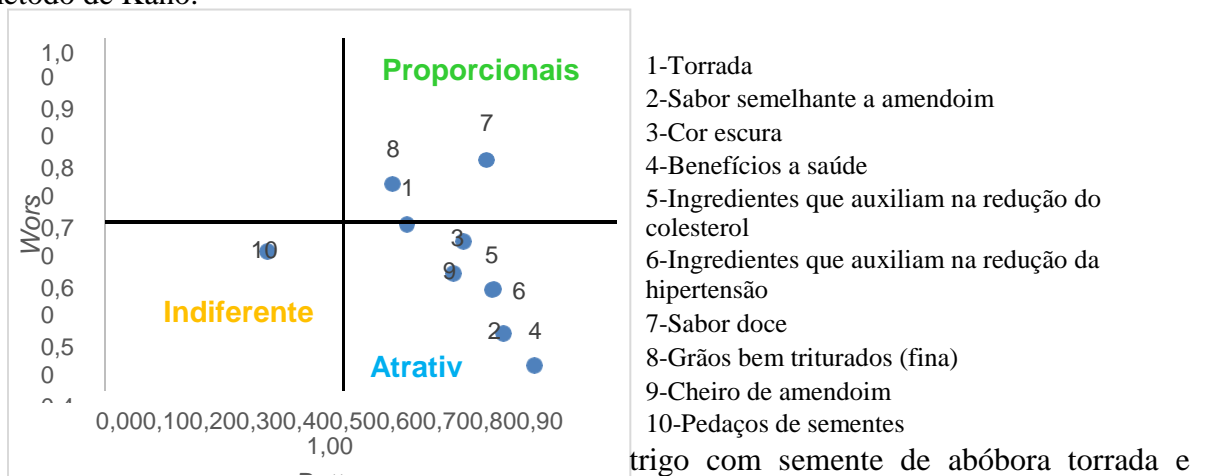 1,0
0
0,9
0
0,8
0
0,7
0
0,6
0
0,5
0
Wors
Proporcionais
7
8
1
3
5
10
9
6
2
4
Indiferente
Atrativ
0,000,100,200,300,400,500,600,700,800,90
1,00
1-Torrada
2-Sabor semelhante a amendoim
3-Cor escura
4-Benefícios a saúde
5-Ingredientes que auxiliam na redução do
colesterol
6-Ingredientes que auxiliam na redução da
hipertensão
7-Sabor doce
8-Grãos bem triturados (fina)
9-Cheiro de amendoim
10-Pedaços de sementes
trigo com semente de abóbora torrada e